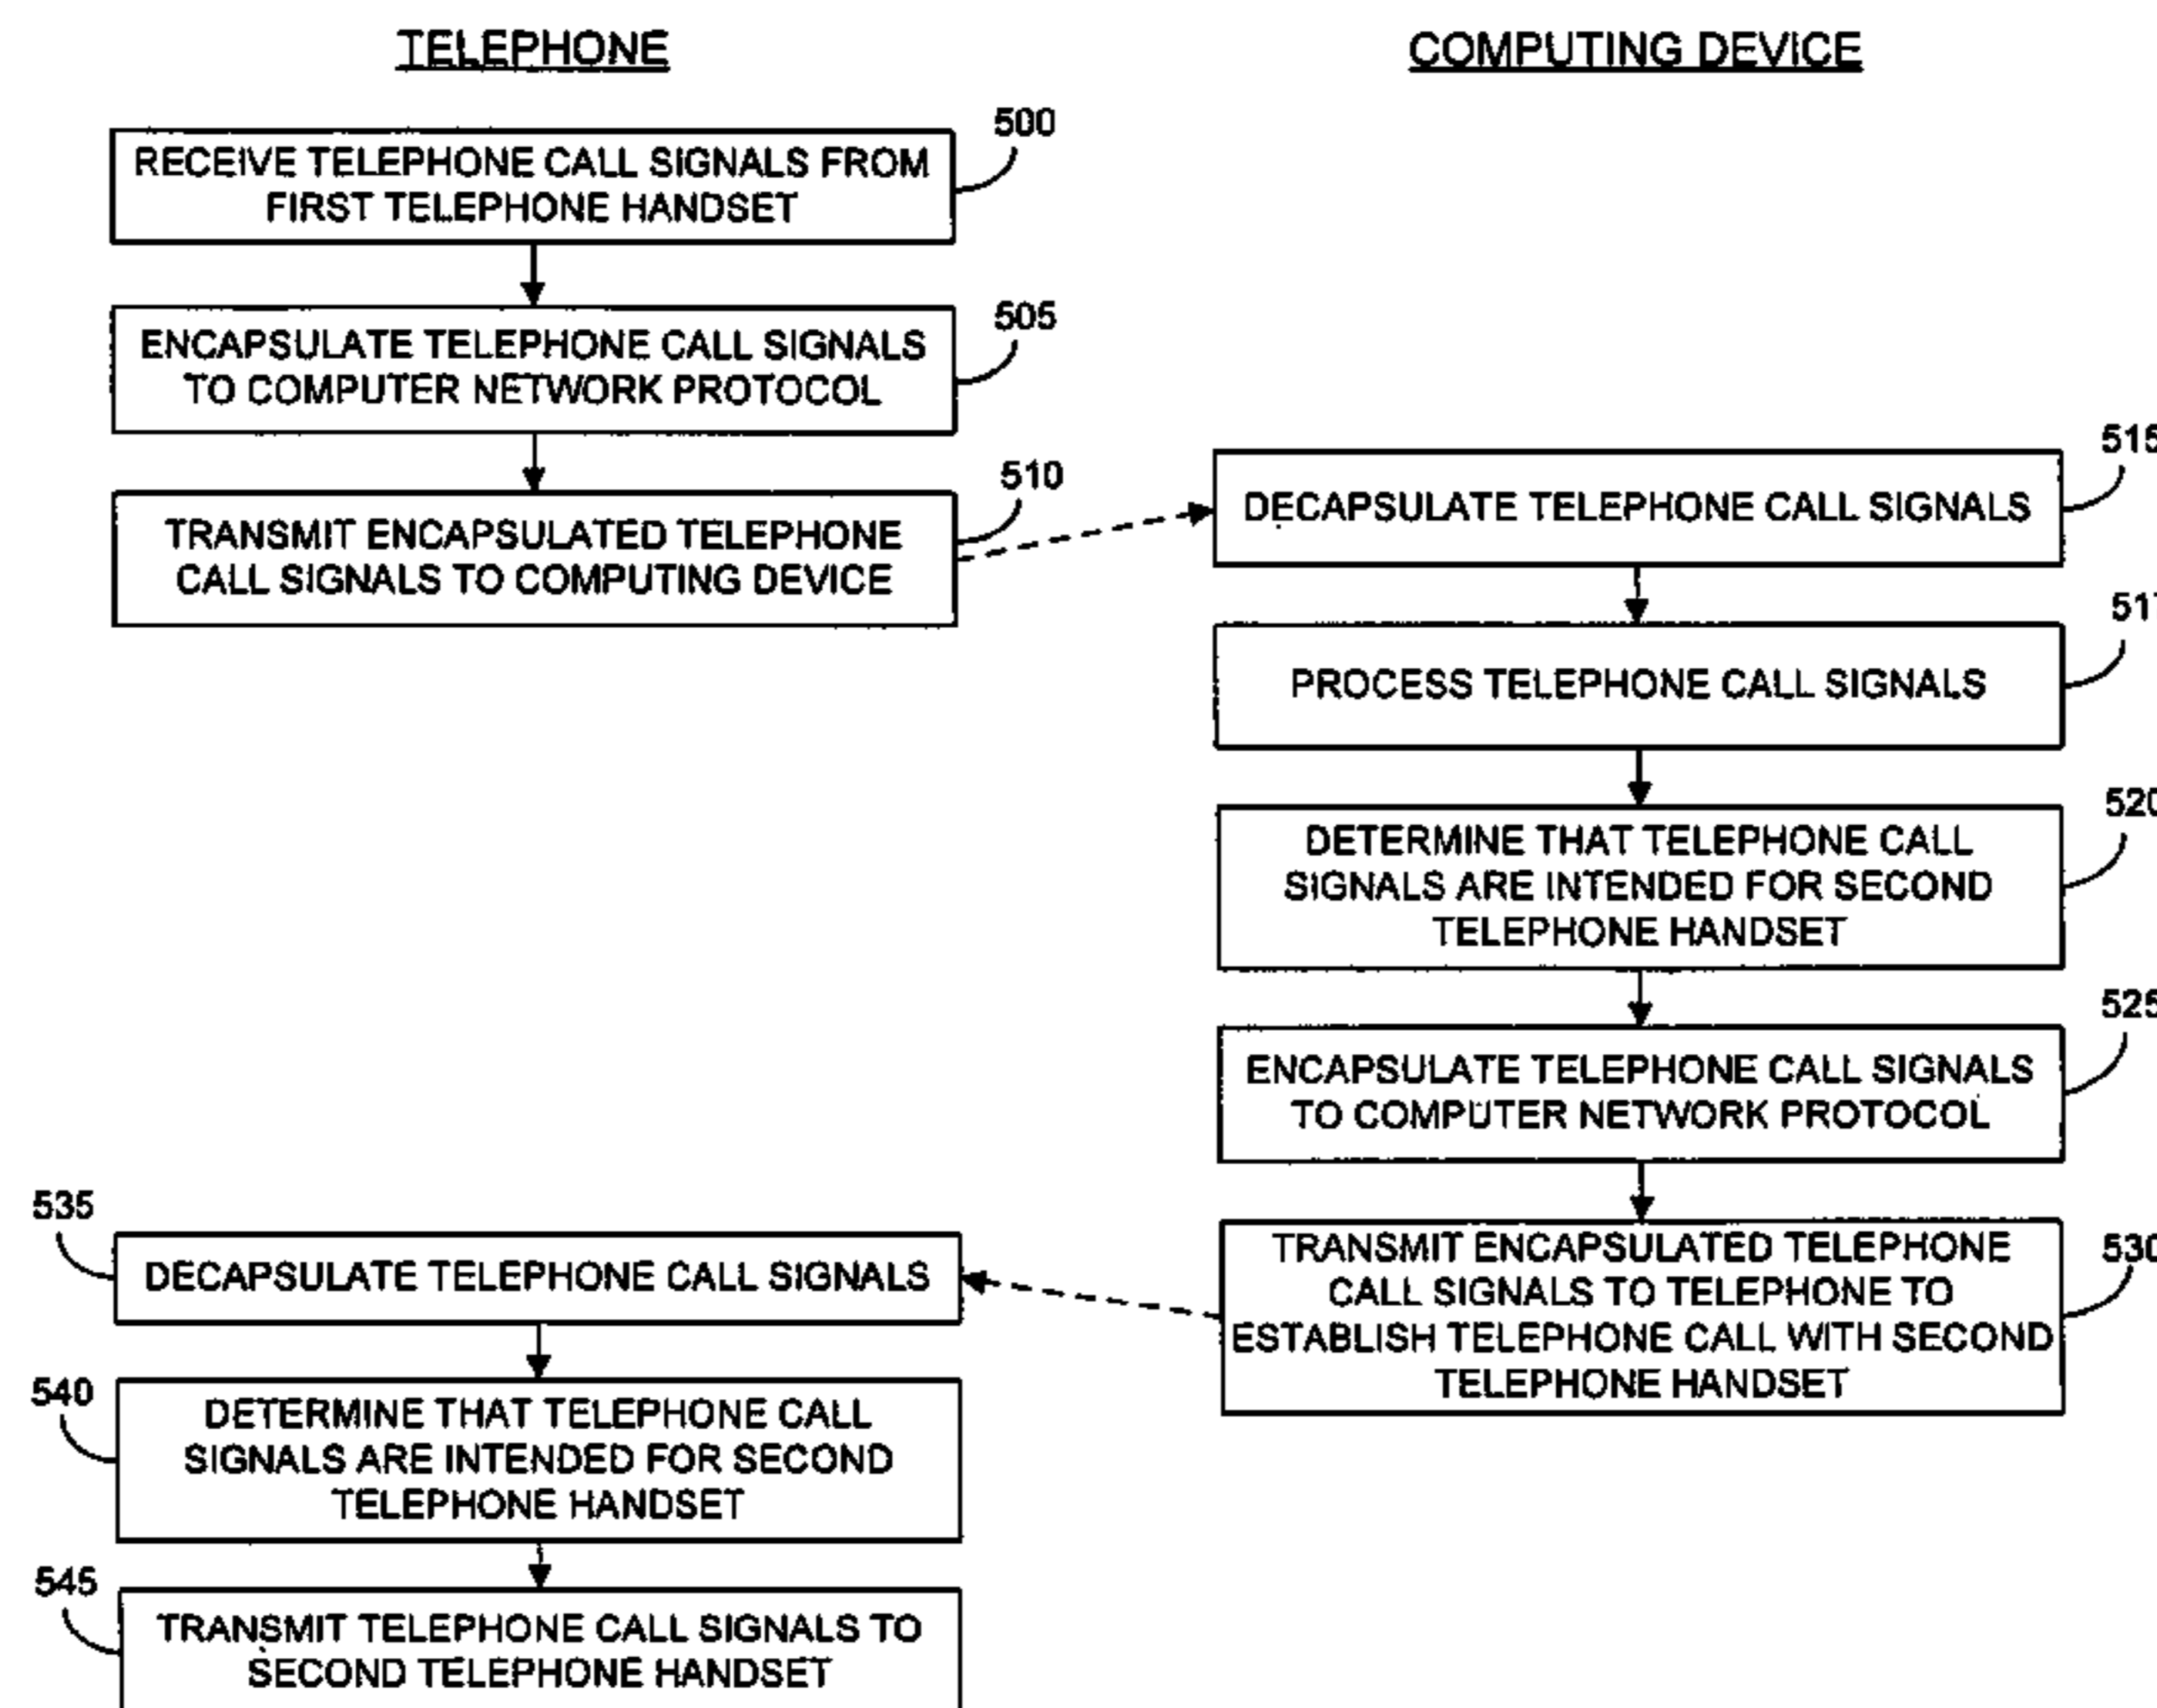 TELEPHONE
COMPUTING DEVICE
500
RECEIVE TELEPHONE CALL SIGNALS FROM
FIRST TELEPHONE HANDSET
505
ENCAPSULATE TELEPHONE CALL SIGNALS
TO COMPUTER NETWORK PROTOCOL
510
TRANSMIT ENCAPSULATED TELEPHONE
CALL SIGNALS TO COMPUTING DEVICE
515
DECAPSULATE TELEPHONE CALL SIGNALS
517
PROCESS TELEPHONE CALL SIGNALS
520
DETERMINE THAT TELEPHONE CALL
SIGNALS ARE INTENDED FOR SECOND
TELEPHONE HANDSET
525
ENCAPSULATE TELEPHONE CALL SIGNALS
TO COMPUTER NETWORK PROTOCOL
530
TRANSMIT ENCAPSULATED TELEPHONE
CALL SIGNALS TO TELEPHONE TO
ESTABLISH TELEPHONE CALL WITH SECOND
TELEPHONE HANDSET
535
DECAPSULATE TELEPHONE CALL SIGNALS
540
DETERMINE THAT TELEPHONE CALL
SIGNALS ARE INTENDED FOR SECOND
TELEPHONE HANDSET
545
TRANSMIT TELEPHONE CALL SIGNALS TO
SECOND TELEPHONE HANDSET